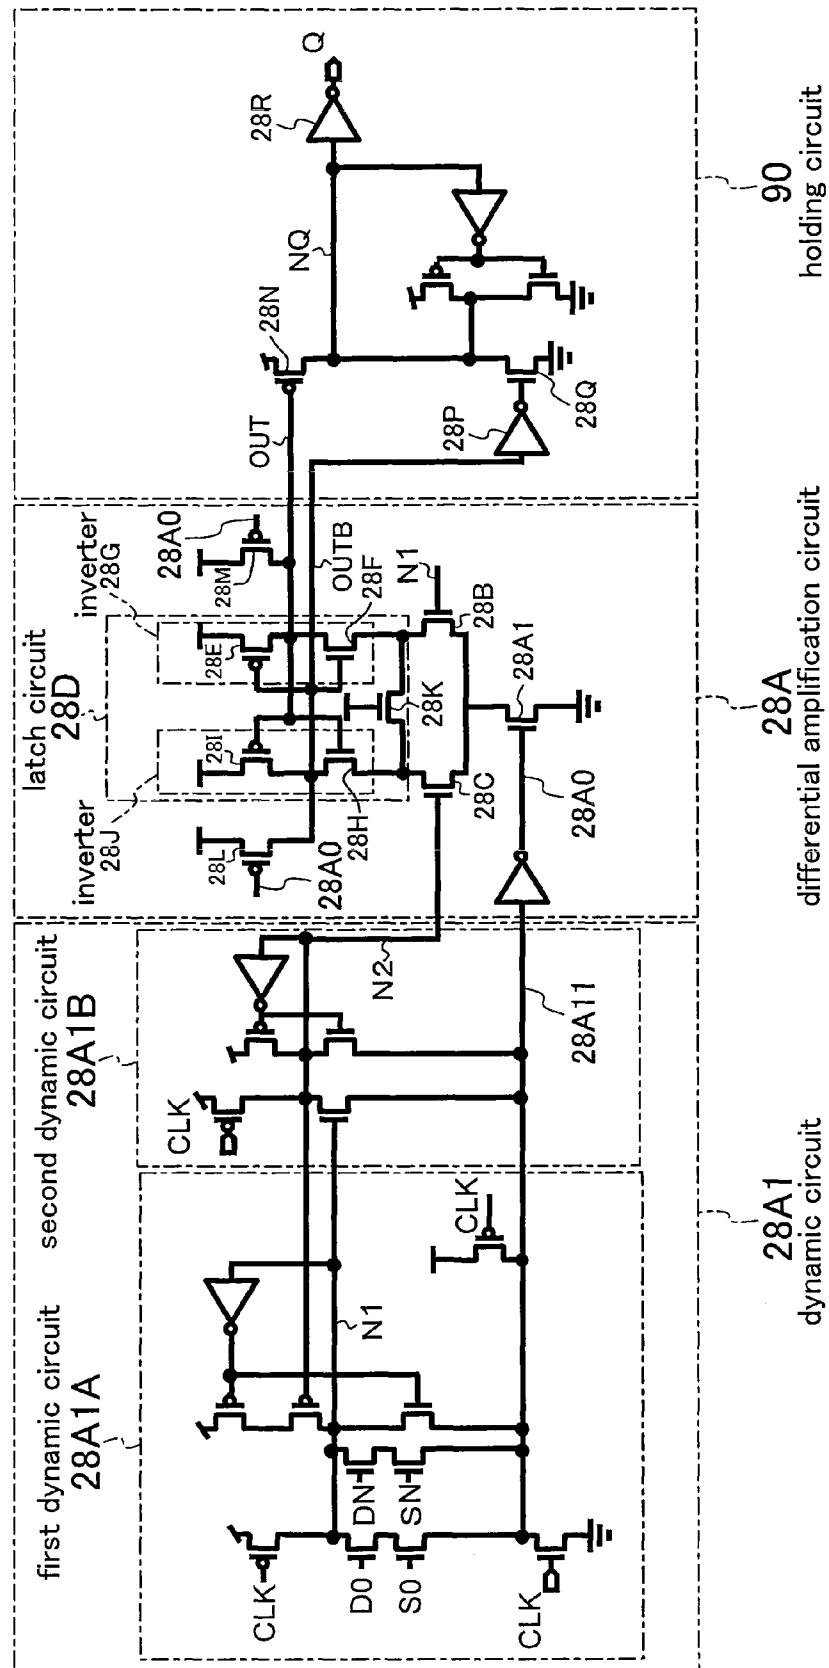 first dynamic circuit
28A1A
second dynamic circuit
28A1B
CLK
D0
S0
CLK
DN
SN
N1
CLK
CLK
N2
28A11
28A1
dynamic circuit
inverter
28J
latch circuit
28D
inverter
28G
28L
28A0
28I
28H
28E
28M
28A0
28F
OUTB
28K
28C
N1
28B
28A1
28A0
28A
differential amplification circuit
OUT
28N
NQ
28R
Q
28P
28Q
90
holding circuit